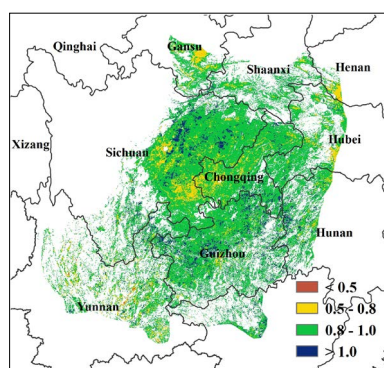 Qinghai
Gansu
Shaanxi
Henan
Xizang
Sichuan
Hubei
Chongqing
Hunan
Guizhou
Yunnan
< 0.5
0.5 - 0.8
0.8 - 1.0
> 1.0